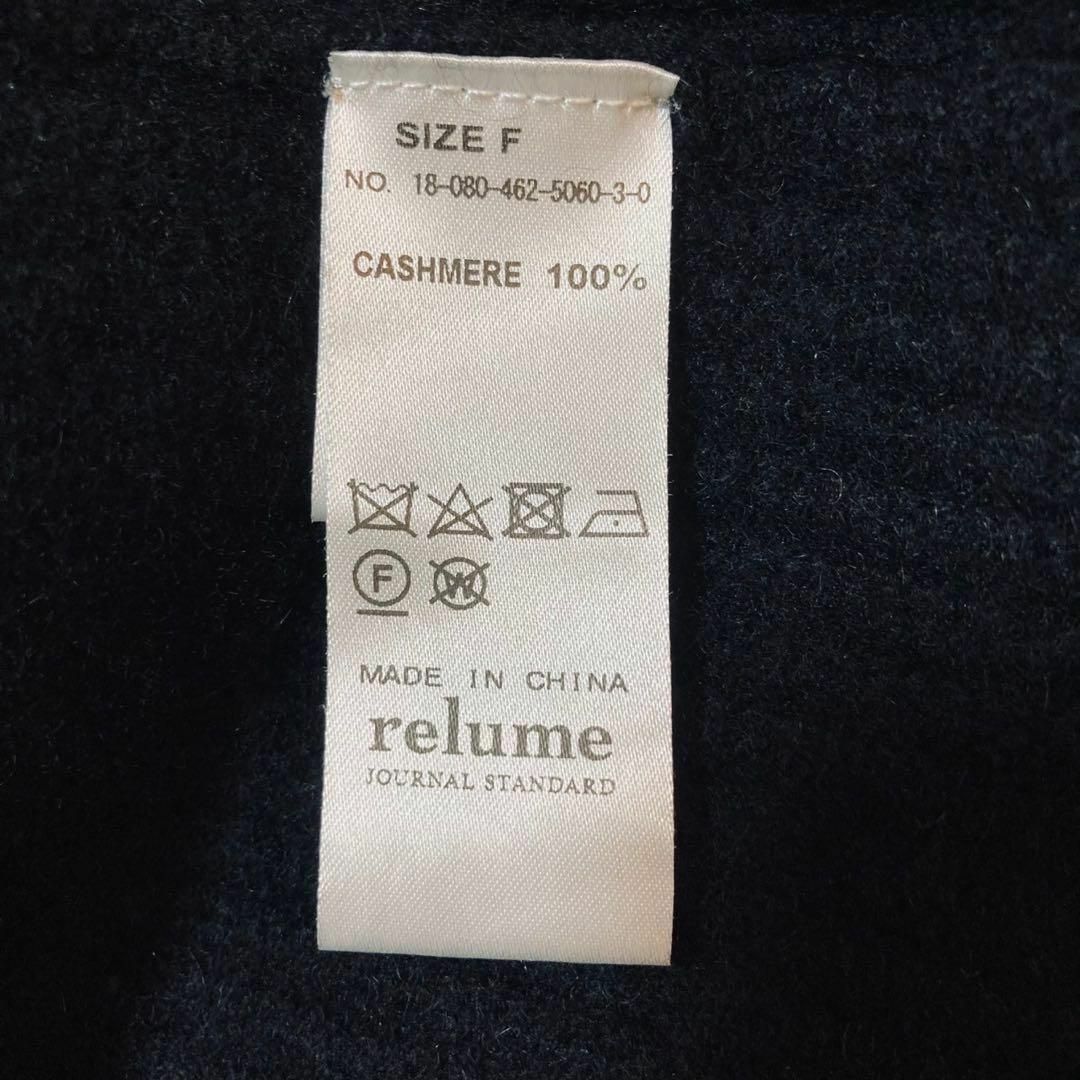 SIZE F
NO. 18-080-462-5060-3-0
CASHMERE 100%
F W
MADE IN CHINA
relume
JOURNAL STANDARD